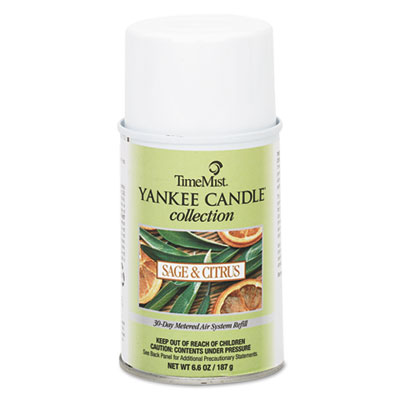 TimeMist.
YANKEE CANDLE®
collection
SAGE & CITRUS
30-Day Metered Air System Refill
KEEP OUT OF REACH OF CHILDREN
CAUTION: CONTENTS UNDER PRESSURE
See Back Panel for Additional Precautionary Statements.
NET WT 6.6 OZ / 187 g